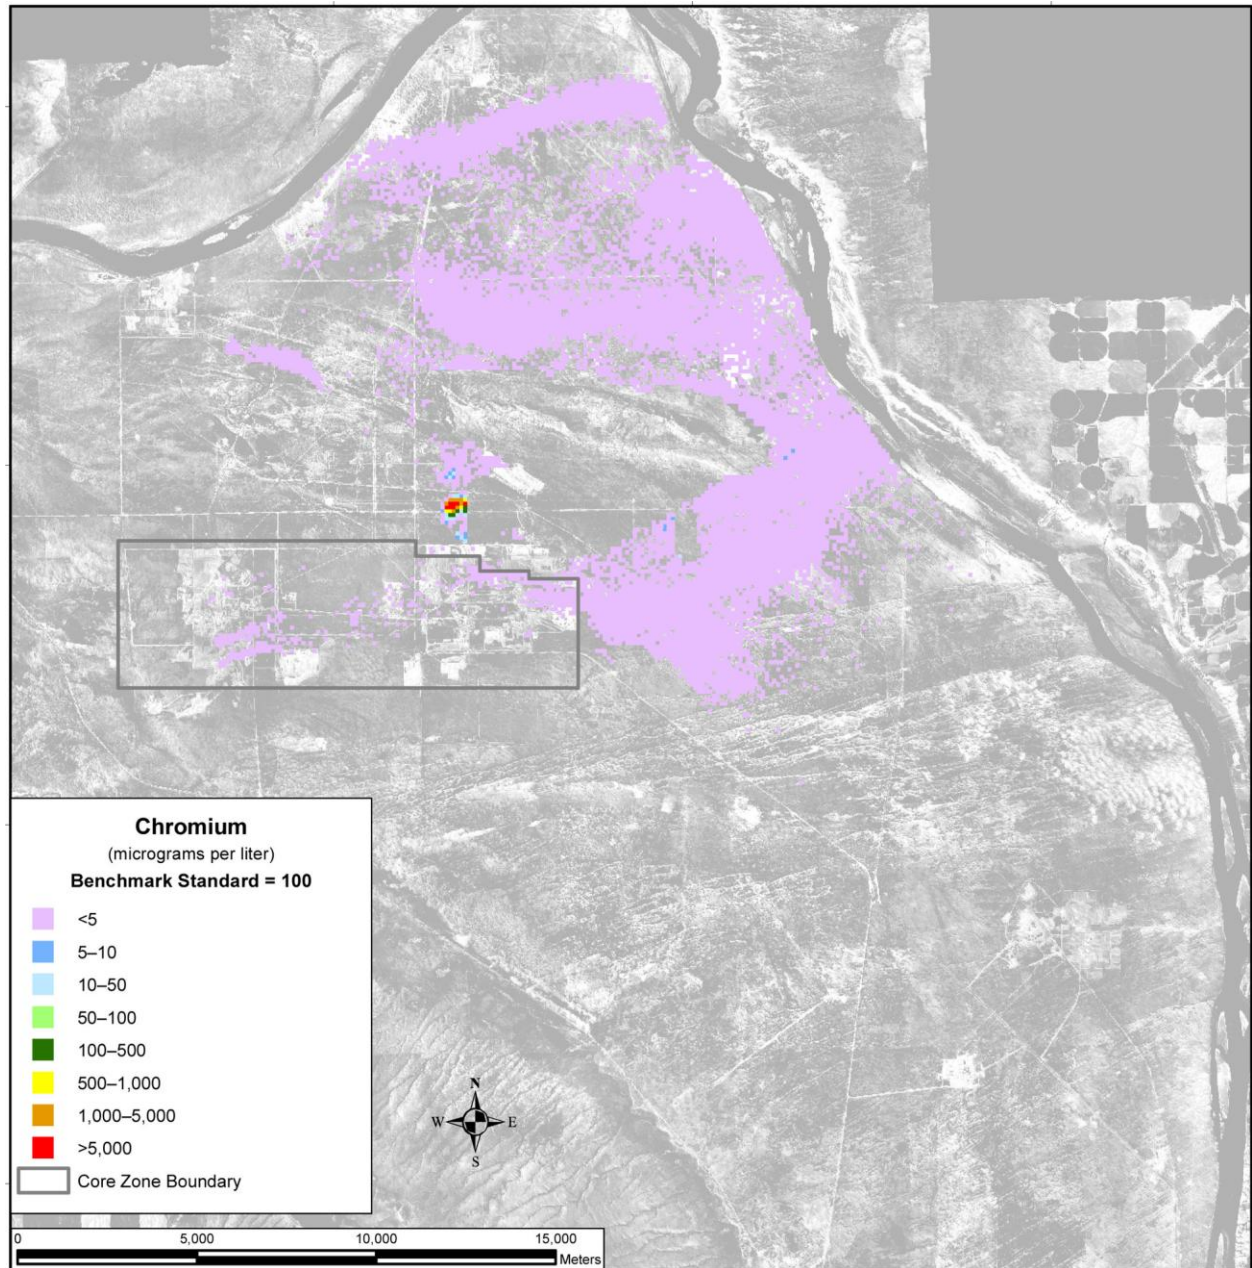 Chromium
(micrograms per liter)
Benchmark Standard = 100
<5
5–10
10–50
50–100
100–500
500–1,000
1,000–5,000
>5,000
Core Zone Boundary
N
W E
S
0 5,000 10,000 15,000
Meters